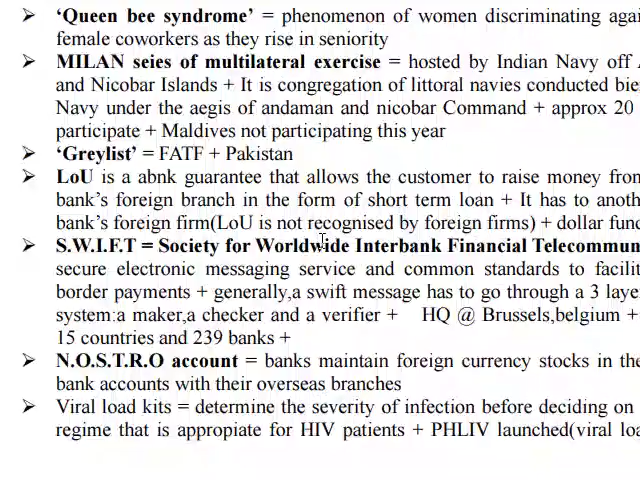 ➢ ‘Queen bee syndrome’ = phenomenon of women discriminating agai
female coworkers as they rise in seniority
➢ MILAN seies of multilateral exercise = hosted by Indian Navy off
and Nicobar Islands + It is congregation of littoral navies conducted bie
Navy under the aegis of andaman and nicobar Command + approx 20
participate + Maldives not participating this year
➢ ‘Greylist’ = FATF + Pakistan
➢ LoU is a abnk guarantee that allows the customer to raise money from
bank’s foreign branch in the form of short term loan + It has to anoth
bank’s foreign firm(LoU is not recognised by foreign firms) + dollar fund
➢ S.W.I.F.T = Society for Worldwide Interbank Financial Telecommun
secure electronic messaging service and common standards to facilit
border payments + generally,a swift message has to go through a 3 laye
system:a maker,a checker and a verifier + HQ @ Brussels,belgium +
15 countries and 239 banks +
➢ N.O.S.T.R.O account = banks maintain foreign currency stocks in the
bank accounts with their overseas branches
➢ Viral load kits = determine the severity of infection before deciding on
regime that is appropiate for HIV patients + PHLIV launched(viral loa